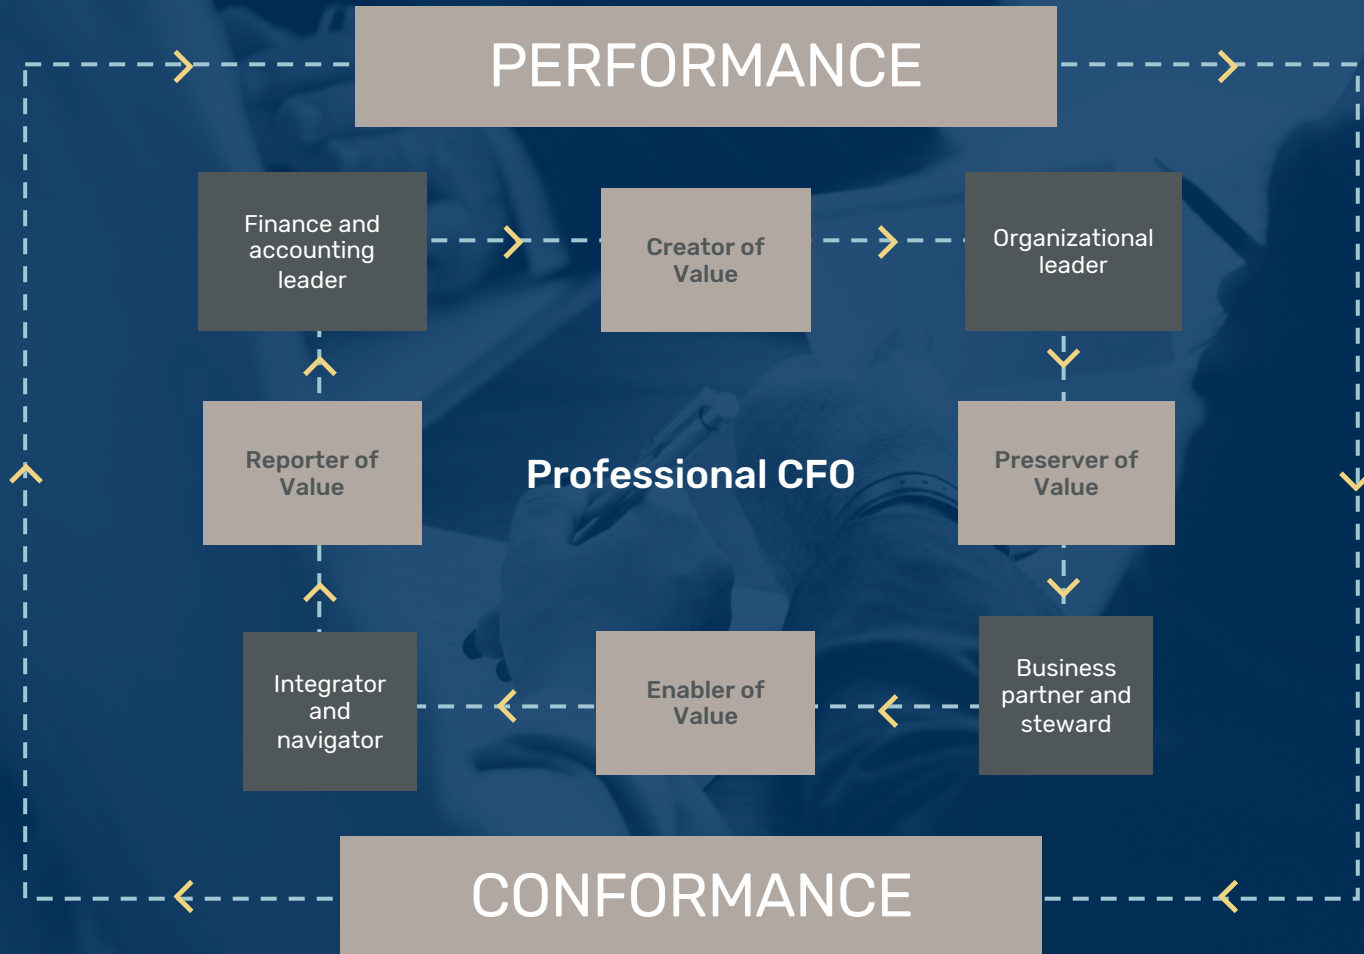 PERFORMANCE
Finance and
accounting
leader
Creator of
Value
Organizational
leader
Reporter of
Value
Professional CFO
Preserver of
Value
Integrator
and
navigator
Enabler of
Value
Business
partner and
steward
CONFORMANCE